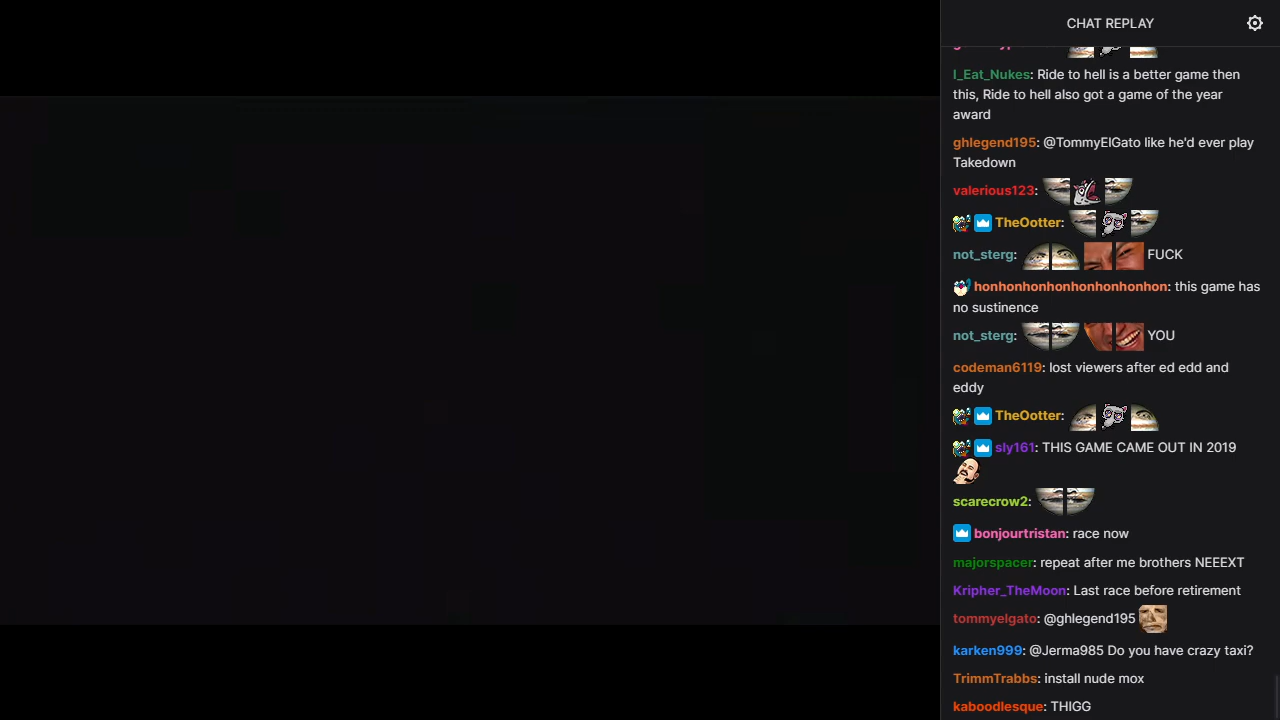 CHAT REPLAY
I_Eat_Nukes: Ride to hell is a better game then
this, Ride to hell also got a game of the year
award
ghlegend195: @TommyElGato like he'd ever play
Takedown
valerious123:
TheOotter:
not_sterg: FUCK
honhonhonhonhonhonhonhon: this game has
no sustinence
not_sterg: YOU
codeman6119: lost viewers after ed edd and
eddy
TheOotter:
sly161: THIS GAME CAME OUT IN 2019
scarecrow2:
bonjourtristan: race now
majorspacer: repeat after me brothers NEEEXT
Kripher_TheMoon: Last race before retirement
tommyelgato: @ghlegend195
karken999: @Jerma985 Do you have crazy taxi?
TrimmTrabbs: install nude mox
kaboodlesque: THIGG